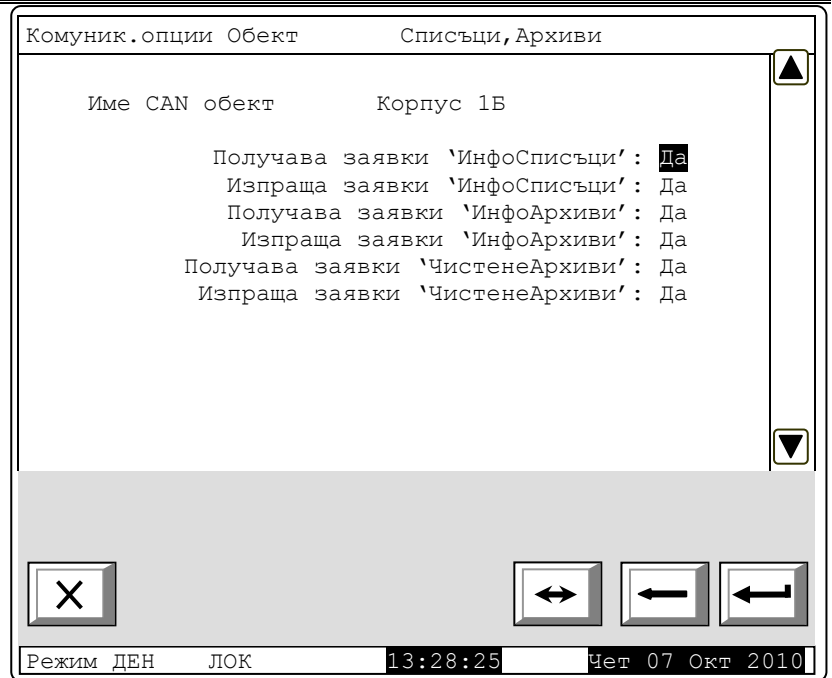 Комуник.опции Обект Списъци,Архиви
Име CAN обект Корпус 1Б
Получава заявки ‘ИнфоСписъци’: Да
Изпраща заявки ‘ИнфоСписъци’: Да
Получава заявки ‘ИнфоАрхиви’: Да
Изпраща заявки ‘ИнфоАрхиви’: Да
Получава заявки ‘ЧистенеАрхиви’: Да
Изпраща заявки ‘ЧистенеАрхиви’: Да
Режим ДЕН ЛОК 13:28:25 Чет 07 Окт 2010